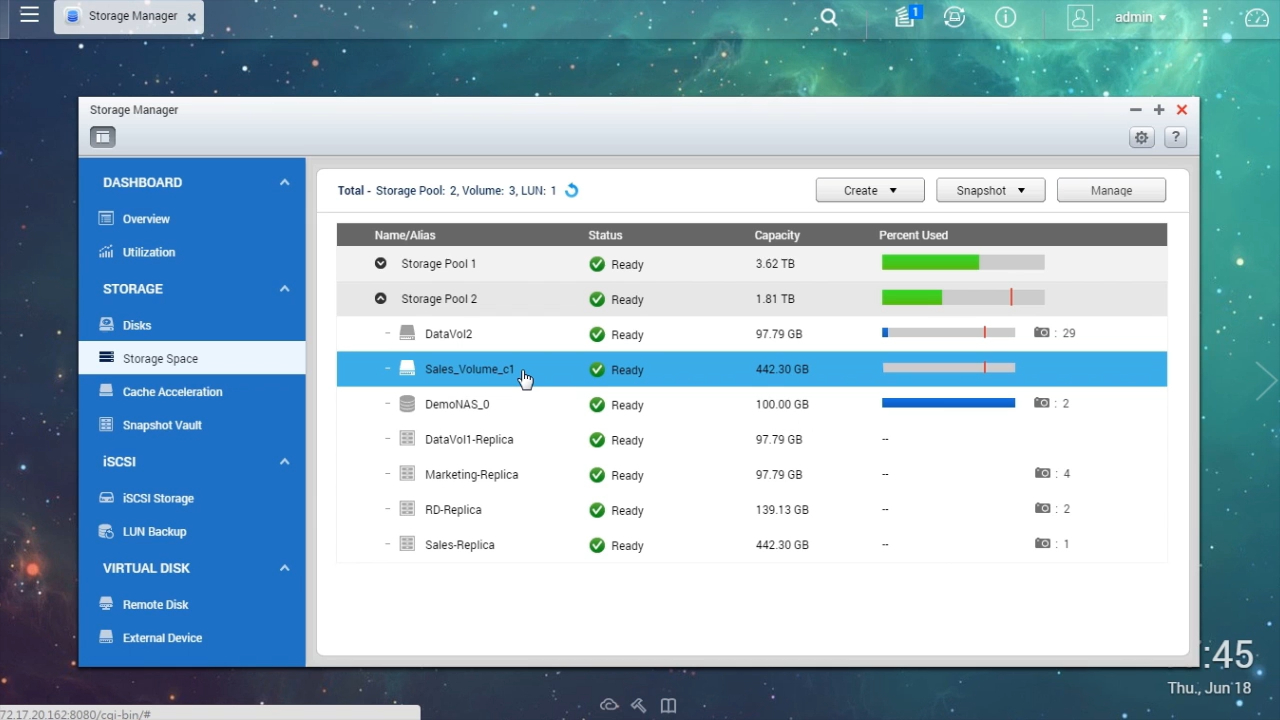 Storage Manager
1
admin
Storage Manager
?
DASHBOARD
Overview
Utilization
STORAGE
Disks
Storage Space
Cache Acceleration
Snapshot Vault
iSCSI
iSCSI Storage
LUN Backup
VIRTUAL DISK
Remote Disk
External Device
Total - Storage Pool: 2, Volume: 3, LUN: 1
Create
Snapshot
Manage
Name/Alias Status Capacity Percent Used
Storage Pool 1 Ready 3.62 TB
Storage Pool 2 Ready 1.81 TB
DataVol2 Ready 97.79 GB : 29
Sales_Volume_c1 Ready 442.30 GB
DemoNAS_0 Ready 100.00 GB : 2
DataVol1-Replica Ready 97.79 GB --
Marketing-Replica Ready 97.79 GB -- : 4
RD-Replica Ready 139.13 GB -- : 2
Sales-Replica Ready 442.30 GB -- : 1
:45
Thu., Jun 18
72.17.20.162:8080/cgi-bin/#